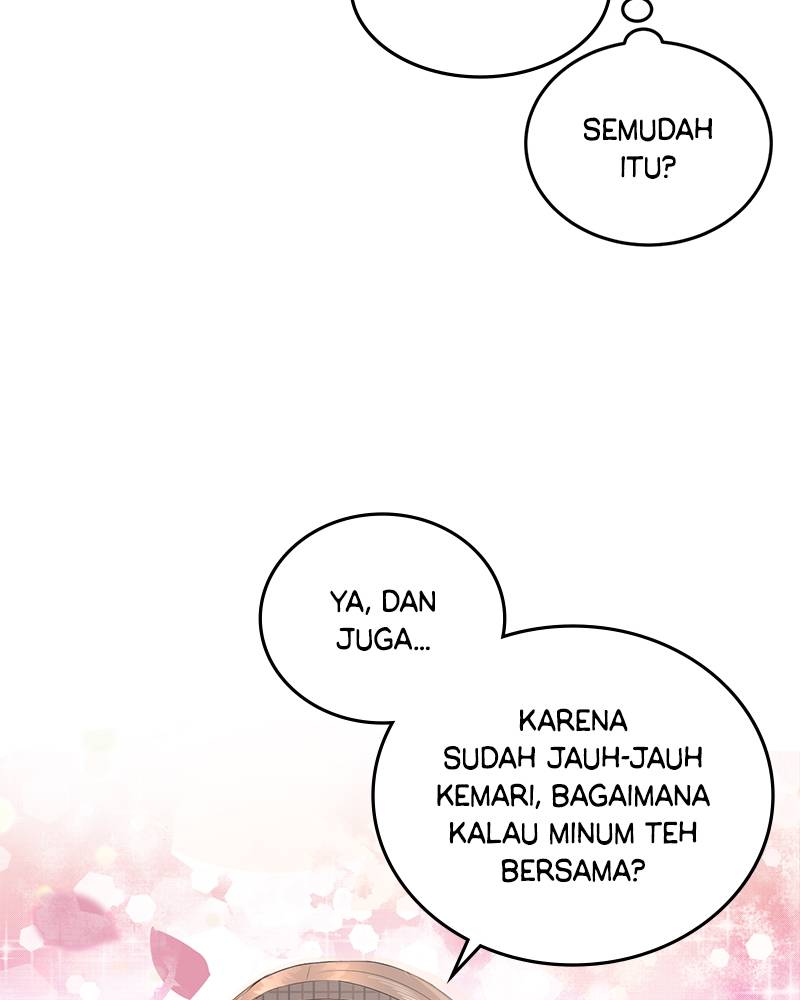 SEMUDAH
ITU?
YA, DAN
JUGA...
KARENA
SUDAH JAUH-JAUH
KEMARI, BAGAIMANA
KALAU MINUM TEH
BERSAMA?